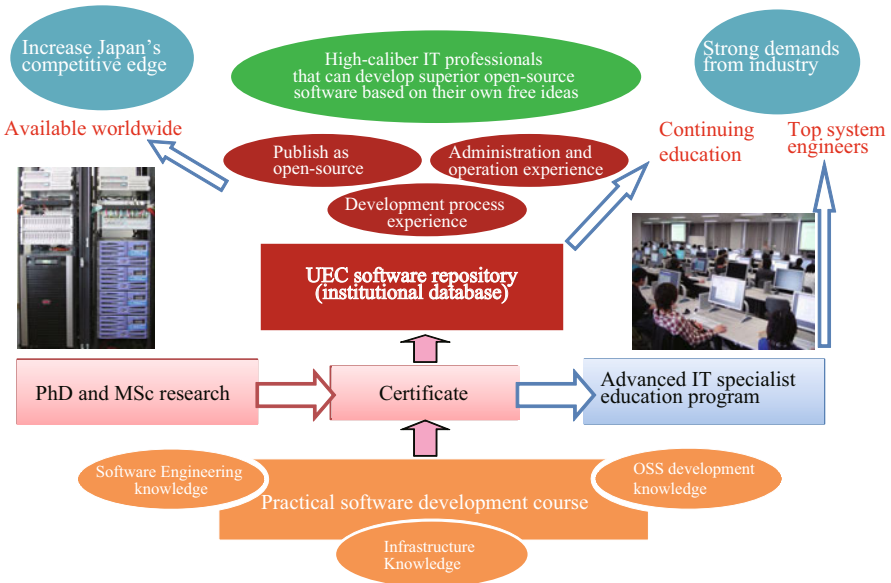 Increase Japan's
competitive edge
High-caliber IT professionals
that can develop superior open-source
software based on their own free ideas
Strong demands
from industry
Available worldwide
Continuing
education
Top system
engineers
Publish as
open-source
Administration and
operation experience
Development process
experience
UEC software repository
(institutional database)
PhD and MSc research
Certificate
Advanced IT specialist
education program
Software Engineering
knowledge
OSS development
knowledge
Practical software development course
Infrastructure
Knowledge